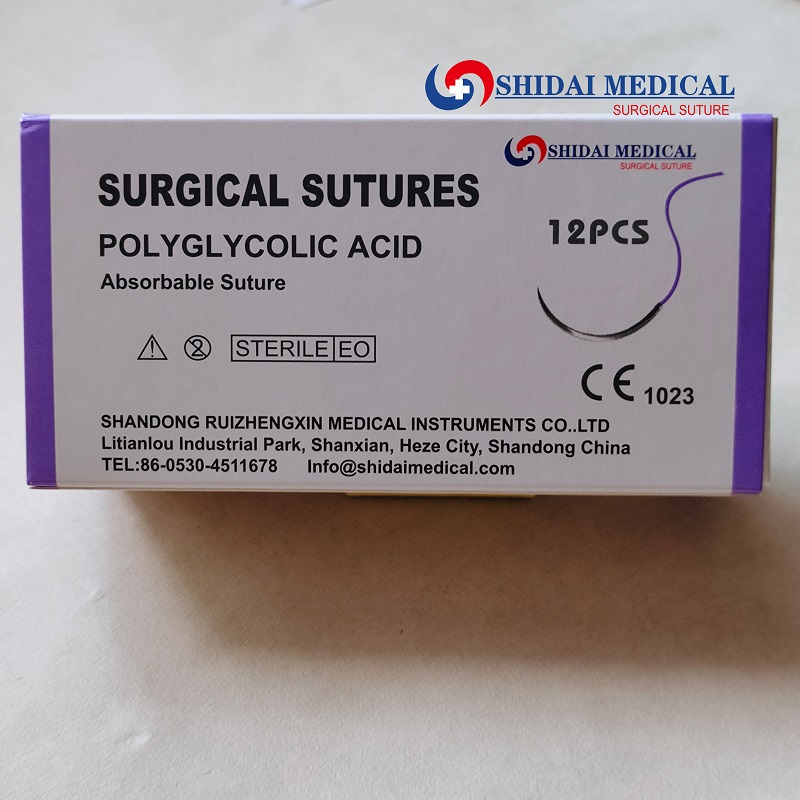 SHIDAI MEDICAL
SURGICAL SUTURE
SHIDAI MEDICAL
SURGICAL SUTURE
SURGICAL SUTURES
POLYGLYCOLIC ACID
12PCS
Absorbable Suture
STERILE EO
CE 1023
SHANDONG RUIZHENGXIN MEDICAL INSTRUMENTS CO..LTD
Litianlou Industrial Park, Shanxian, Heze City, Shandong China
TEL:86-0530-4511678 Info@shidaimedical.com